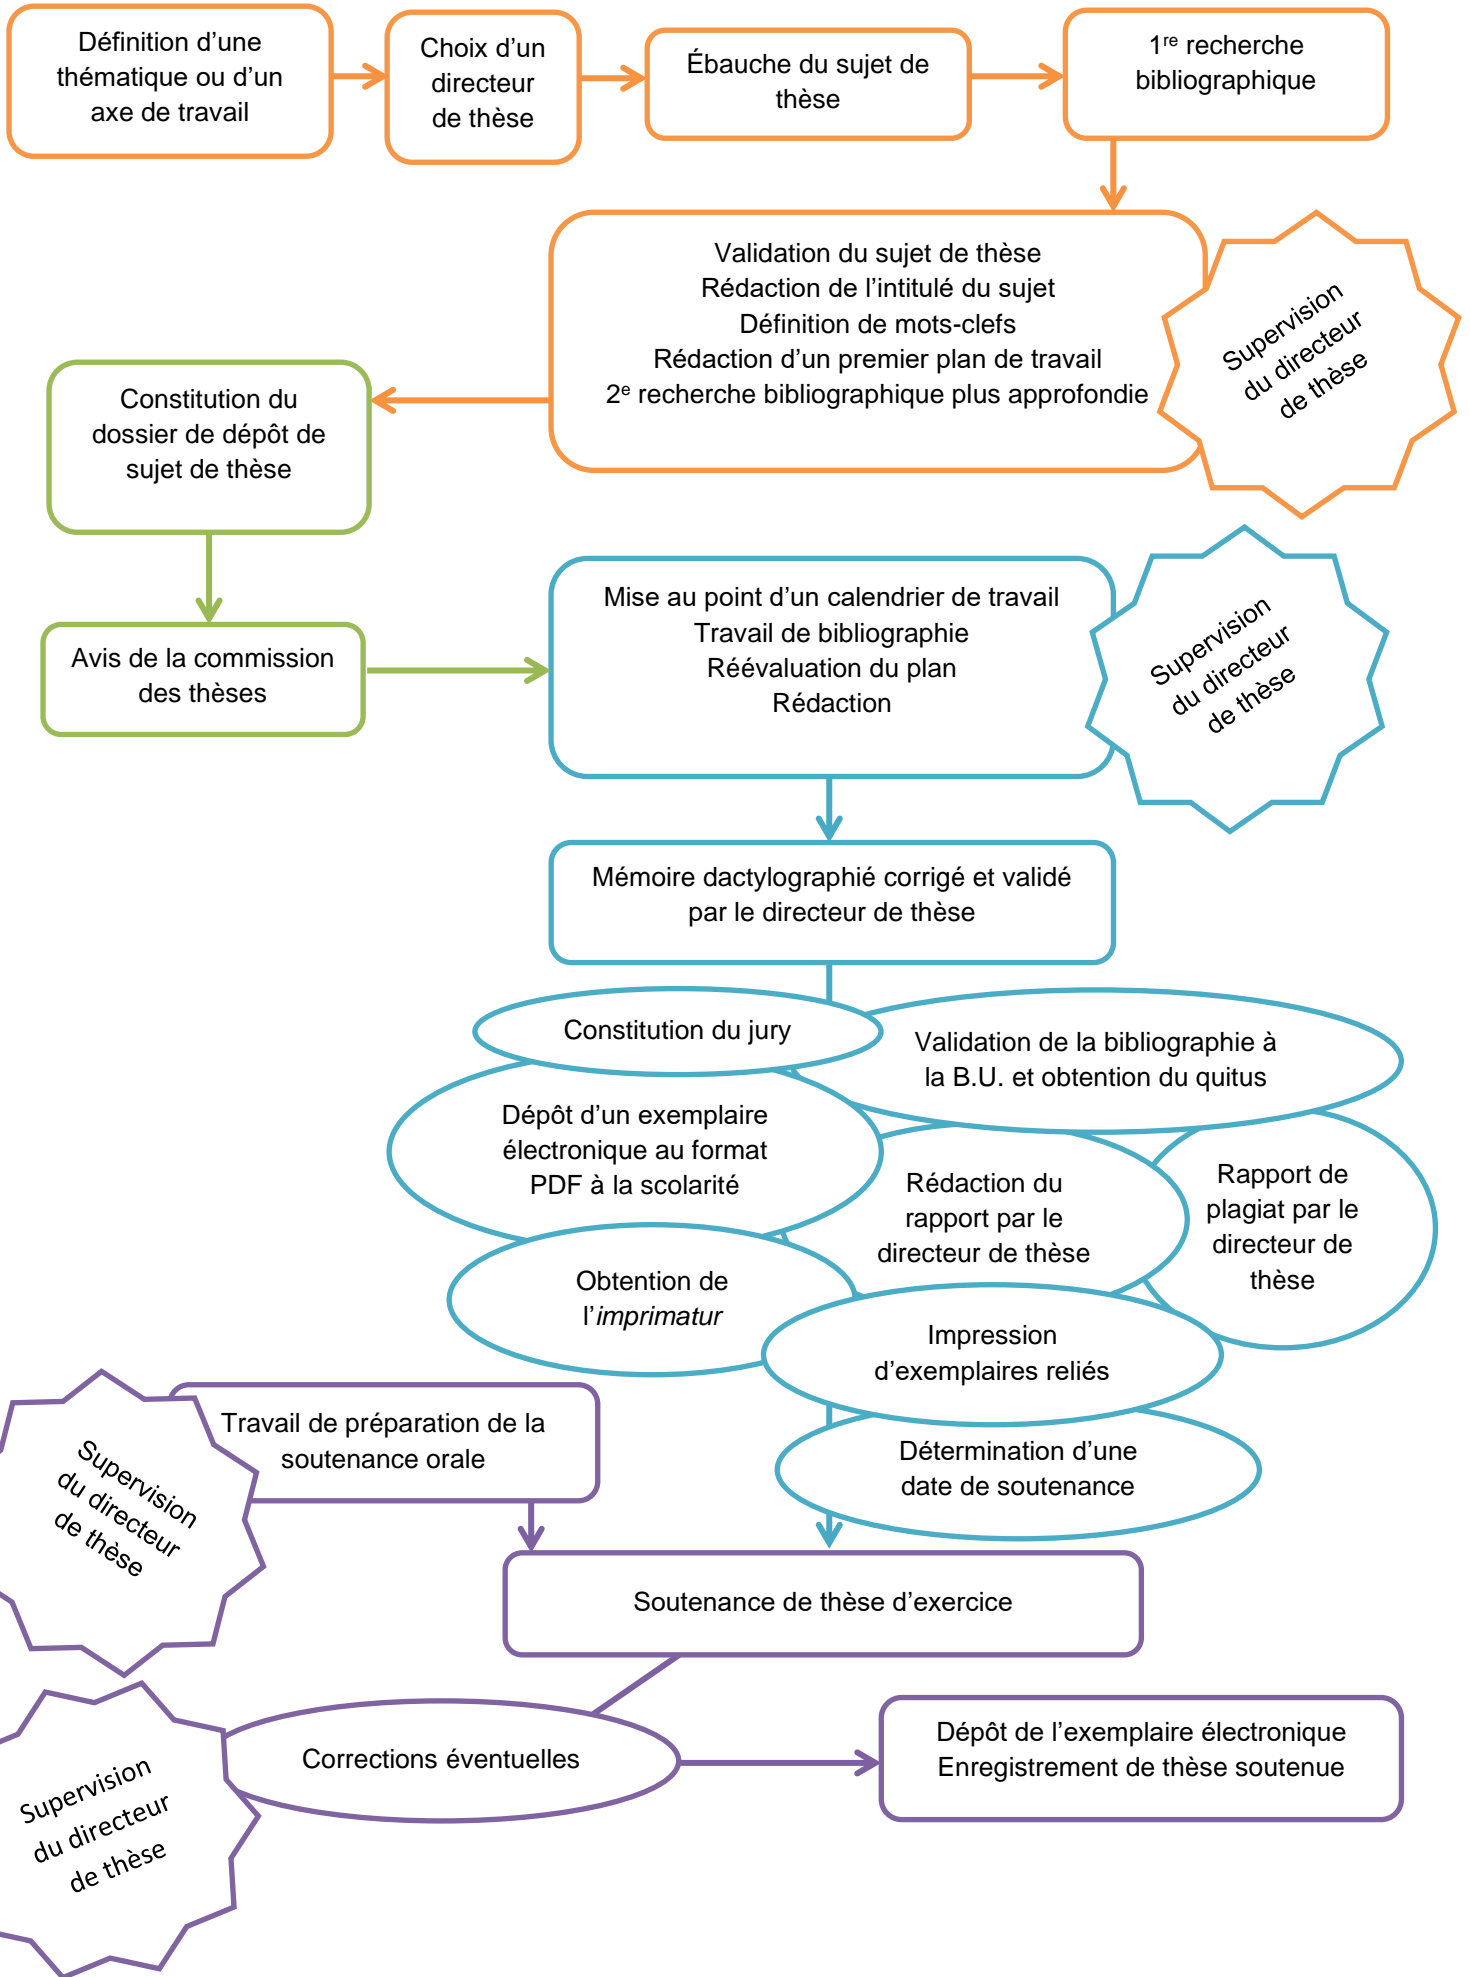 Définition d’une
thématique ou d’un
axe de travail
Choix d’un
directeur
de thèse
Ébauche du sujet de
thèse
1re recherche
bibliographique
Validation du sujet de thèse
Rédaction de l’intitulé du sujet
Définition de mots-clefs
Rédaction d’un premier plan de travail
2e recherche bibliographique plus approfondie
Supervision
du directeur
de thèse
Constitution du
dossier de dépôt de
sujet de thèse
Avis de la commission
des thèses
Mise au point d’un calendrier de travail
Travail de bibliographie
Réévaluation du plan
Rédaction
Supervision
du directeur
de thèse
Mémoire dactylographié corrigé et validé
par le directeur de thèse
Constitution du jury
Validation de la bibliographie à
la B.U. et obtention du quitus
Dépôt d’un exemplaire
électronique au format
PDF à la scolarité
Rédaction du
rapport par le
directeur de thèse
Rapport de
plagiat par le
directeur de
thèse
Obtention de
l’imprimatur
Impression
d’exemplaires reliés
Détermination d’une
date de soutenance
Travail de préparation de la
soutenance orale
Supervision
du directeur
de thèse
Soutenance de thèse d’exercice
Corrections éventuelles
Supervision
du directeur
de thèse
Dépôt de l’exemplaire électronique
Enregistrement de thèse soutenue